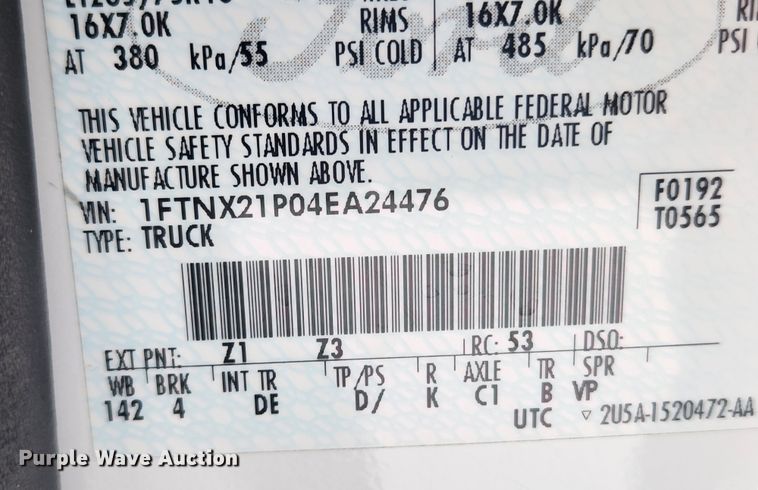 16X7.0K RIMS 16X7.0K
AT 380 kPa/55 PSI COLD AT 485 kPa/70 PSI
Ford
THIS VEHICLE CONFORMS TO ALL APPLICABLE FEDERAL MOTOR
VEHICLE SAFETY STANDARDS IN EFFECT ON THE DATE OF
MANUFACTURE SHOWN ABOVE.
VIN: 1FTNX21P04EA24476
F0192
T0565
TYPE: TRUCK
EXT PNT: Z1 Z3 RC: 53 DSO:
WB BRK INT TR TP/PS R AXLE TR SPR
142 4 DE D/ K C1 B VP
UTC ▽ 2U5A-1520472-AA
Purple Wave Auction